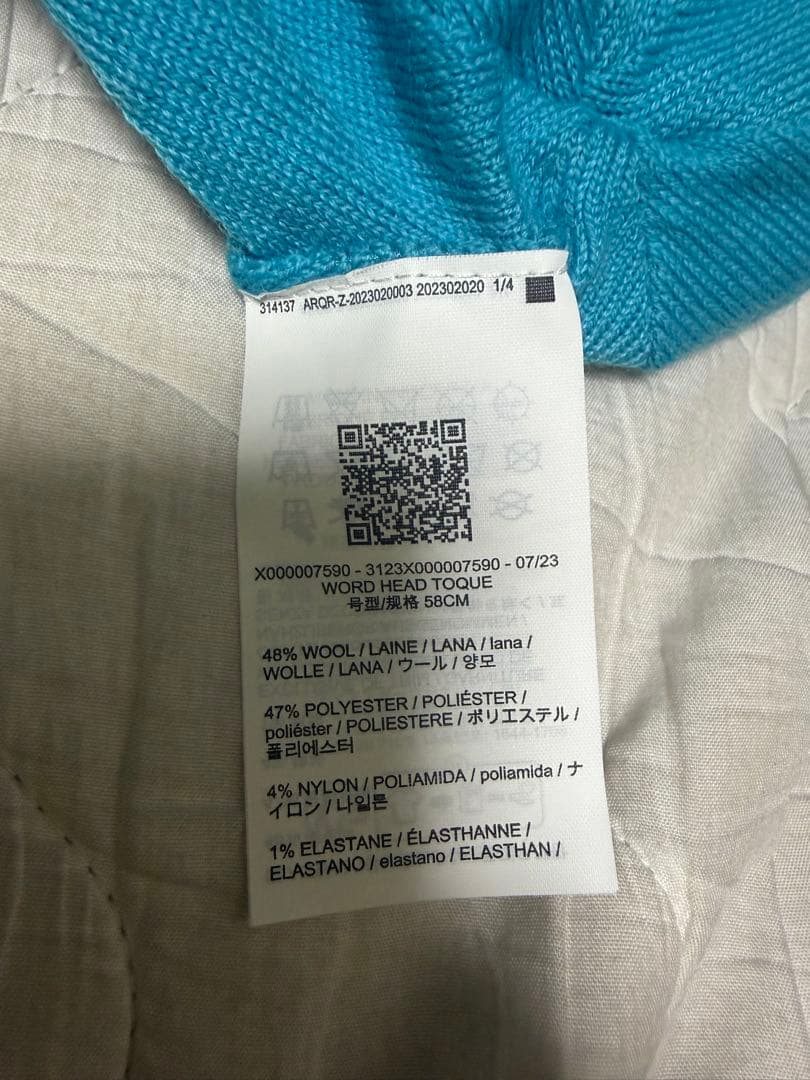 314137 ARQR-Z-2023020003 202302020 1/4
X000007590 - 3123X000007590 - 07/23
WORD HEAD TOQUE
号型/规格 58CM
48% WOOL / LAINE / LANA / lana /
WOLLE / LANA / ウール / 양모
47% POLYESTER / POLIÉSTER /
poliéster / POLIESTERE / ポリエステル /
폴리에스터
4% NYLON / POLIAMIDA / poliamida / ナ
イロン / 나일론
1% ELASTANE / ÉLASTHANNE /
ELASTANO / elastano / ELASTHAN /